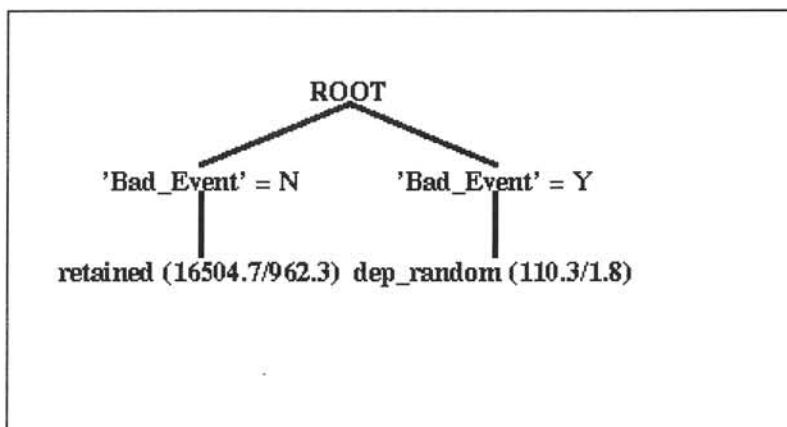 ROOT
'Bad_Event' = N 'Bad_Event' = Y
retained (16504.7/962.3) dep_random (110.3/1.8)